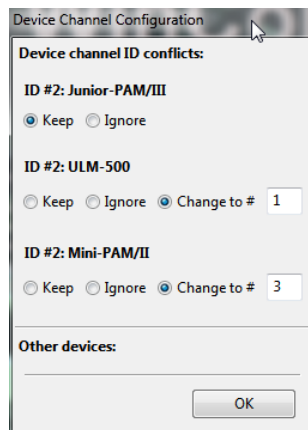 Device Channel Configuration
Device channel ID conflicts:
ID #2: Junior-PAM/III
Keep Ignore
ID #2: ULM-500
Keep Ignore Change to # 1
ID #2: Mini-PAM/II
Keep Ignore Change to # 3
Other devices:
OK